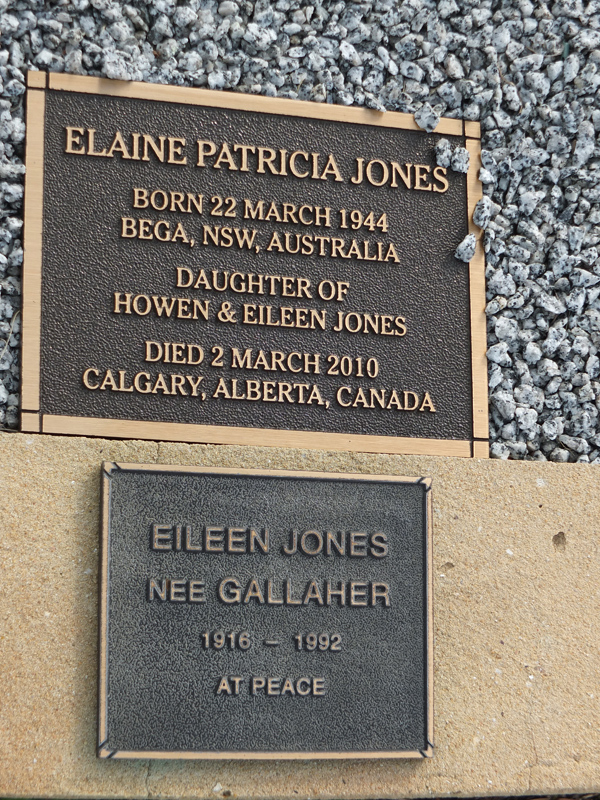 ELAINE PATRICIA JONES
BORN 22 MARCH 1944
BEGA, NSW, AUSTRALIA
DAUGHTER OF
HOWEN & EILEEN JONES
DIED 2 MARCH 2010
CALGARY, ALBERTA, CANADA
EILEEN JONES
NEE GALLAHER
1916 – 1992
AT PEACE